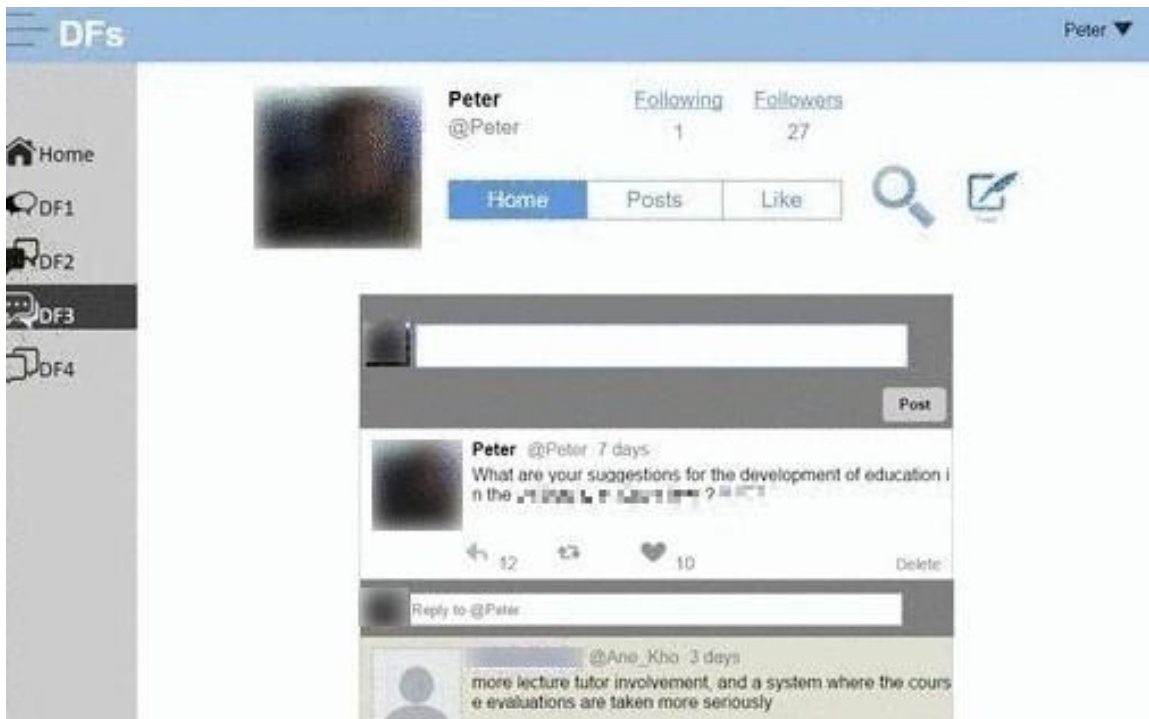 DFs
Peter
Peter
Following
Followers
@Peter
1
27
Home
Home
Posts
Like
DF1
DF2
DF3
DF4
Post
Peter @Peter 7 days
What are your suggestions for the development of education i
n the ?
12
10
Delete
Reply to @Peter
@Ane_Kho 3 days
more lecture tutor involvement, and a system where the cours
e evaluations are taken more seriously